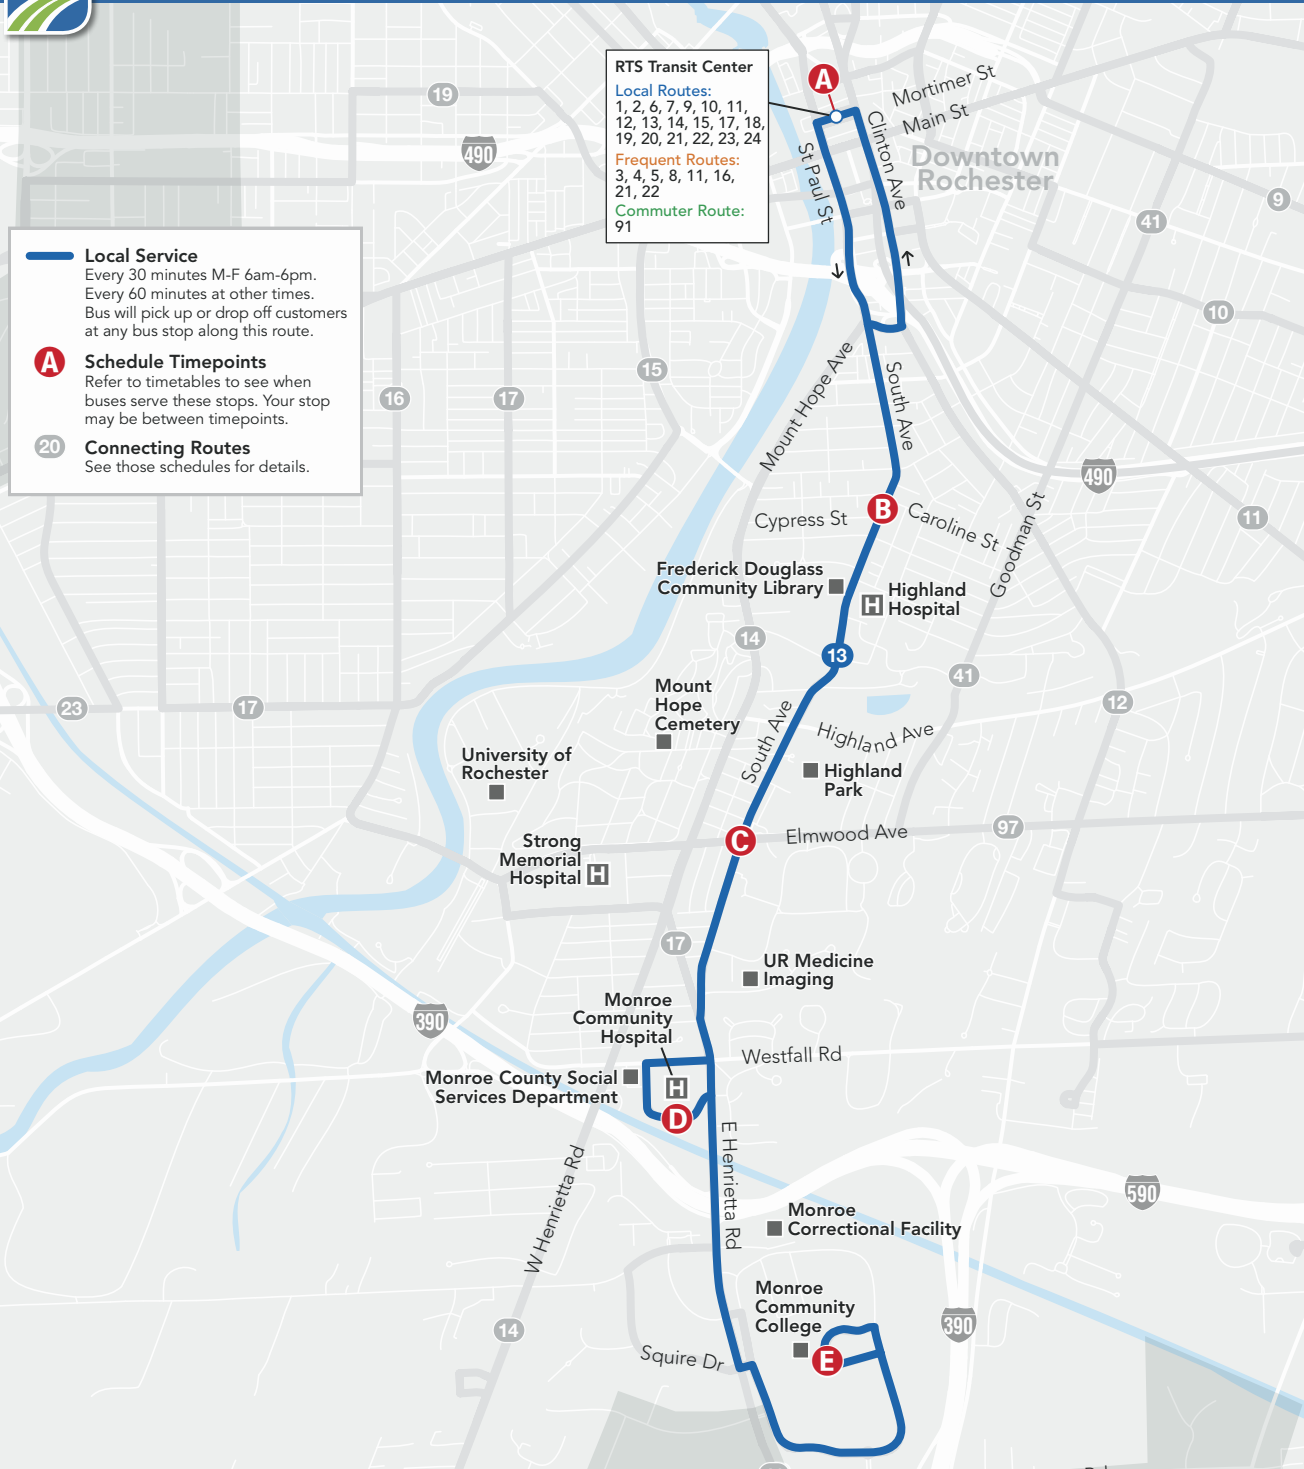 RTS Transit Center
Local Routes:
1, 2, 6, 7, 9, 10, 11,
12, 13, 14, 15, 17, 18,
19, 20, 21, 22, 23, 24
Frequent Routes:
3, 4, 5, 8, 11, 16,
21, 22
Commuter Route:
91
A
Mortimer St
Main St
Clinton Ave
St Paul St
Downtown
Rochester
19
490
9
41
10
Local Service
Every 30 minutes M-F 6am-6pm.
Every 60 minutes at other times.
Bus will pick up or drop off customers
at any bus stop along this route.
A
Schedule Timepoints
Refer to timetables to see when
buses serve these stops. Your stop
may be between timepoints.
20
Connecting Routes
See those schedules for details.
16
17
15
Mount Hope Ave
South Ave
490
11
B
Cypress St
Caroline St
Goodman St
Frederick Douglass
Community Library
H
Highland
Hospital
14
13
41
12
23
17
Mount
Hope
Cemetery
South Ave
Highland Ave
University of
Rochester
Highland
Park
Strong
Memorial
Hospital
H
C
Elmwood Ave
97
17
UR Medicine
Imaging
390
Monroe
Community
Hospital
Westfall Rd
Monroe County Social
Services Department
H
D
E Henrietta Rd
W Henrietta Rd
590
Monroe
Correctional Facility
Monroe
Community
College
E
390
14
Squire Dr